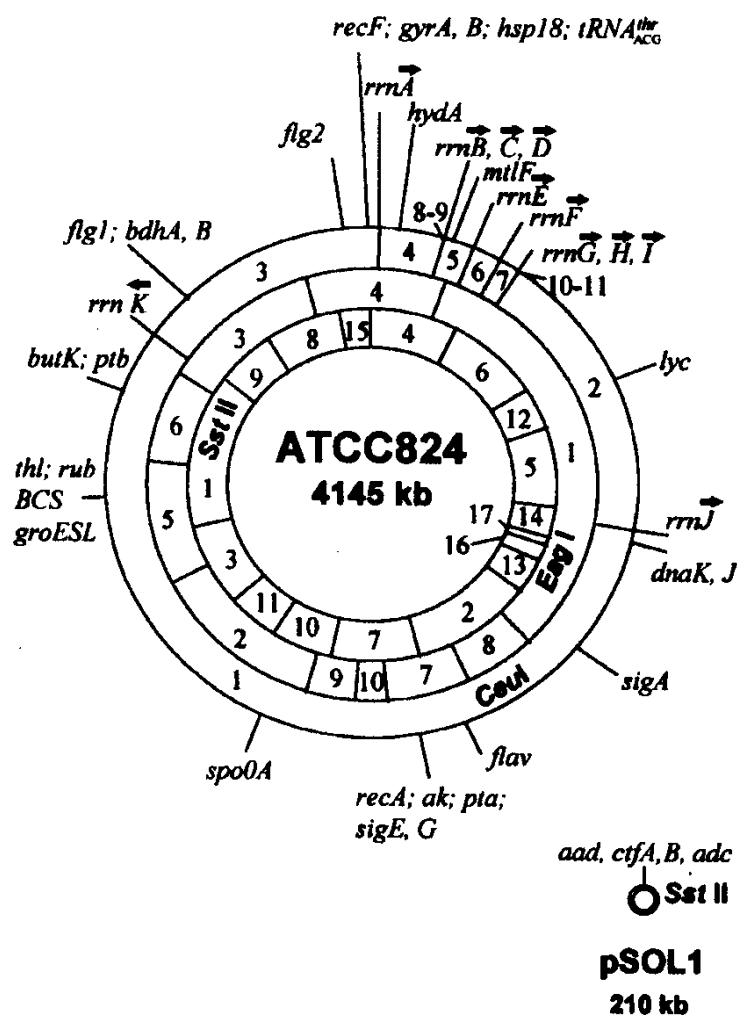 recF; gyrA, B; hsp18; tRNA thr ACG
rrnA
hydA
flg2
rrnB, C, D
mtlF
rrnE
8-9
rrnF
flg1; bdhA, B
rrnG, H, I
3
4
5
6
7
10-11
rrn K
4
butK; ptb
3
8
15
4
2
lyc
9
6
6
Sst II
12
ATCC824
1
4145 kb
5
thl; rub
BCS
groESL
1
5
17
14
rrnJ
16
13
dnaK, J
Eag I
3
11
2
10
7
8
2
1
9
10
7
CeuI
sigA
spo0A
flav
recA; ak; pta;
sigE, G
aad, ctfA,B, adc
Sst II
pSOL1
210 kb